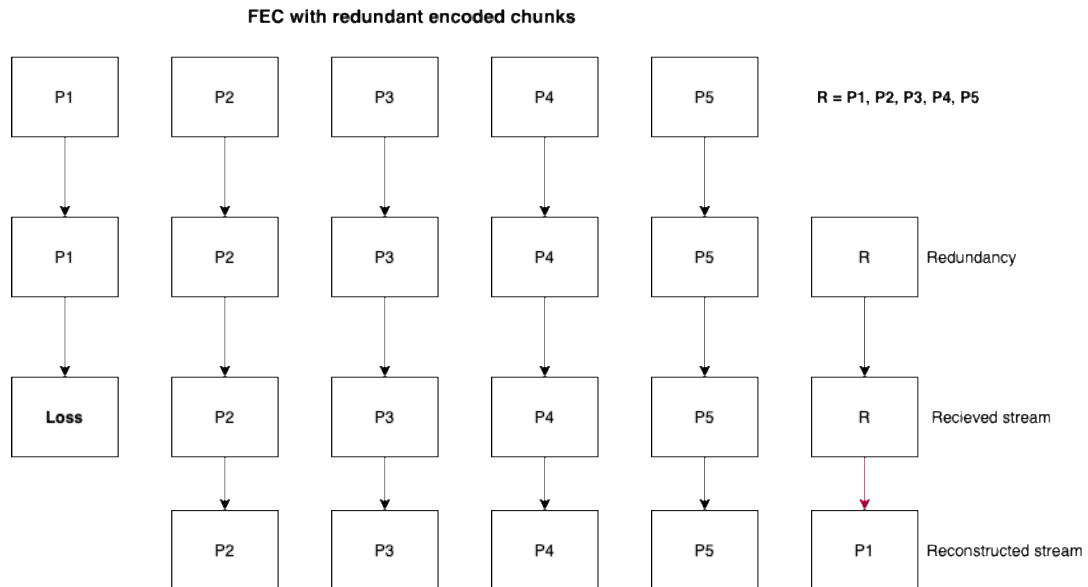 FEC with redundant encoded chunks
P1 P2 P3 P4 P5 R = P1, P2, P3, P4, P5
P1 P2 P3 P4 P5 R Redundancy
Loss P2 P3 P4 P5 R Recieved stream
P2 P3 P4 P5 P1 Reconstructed stream